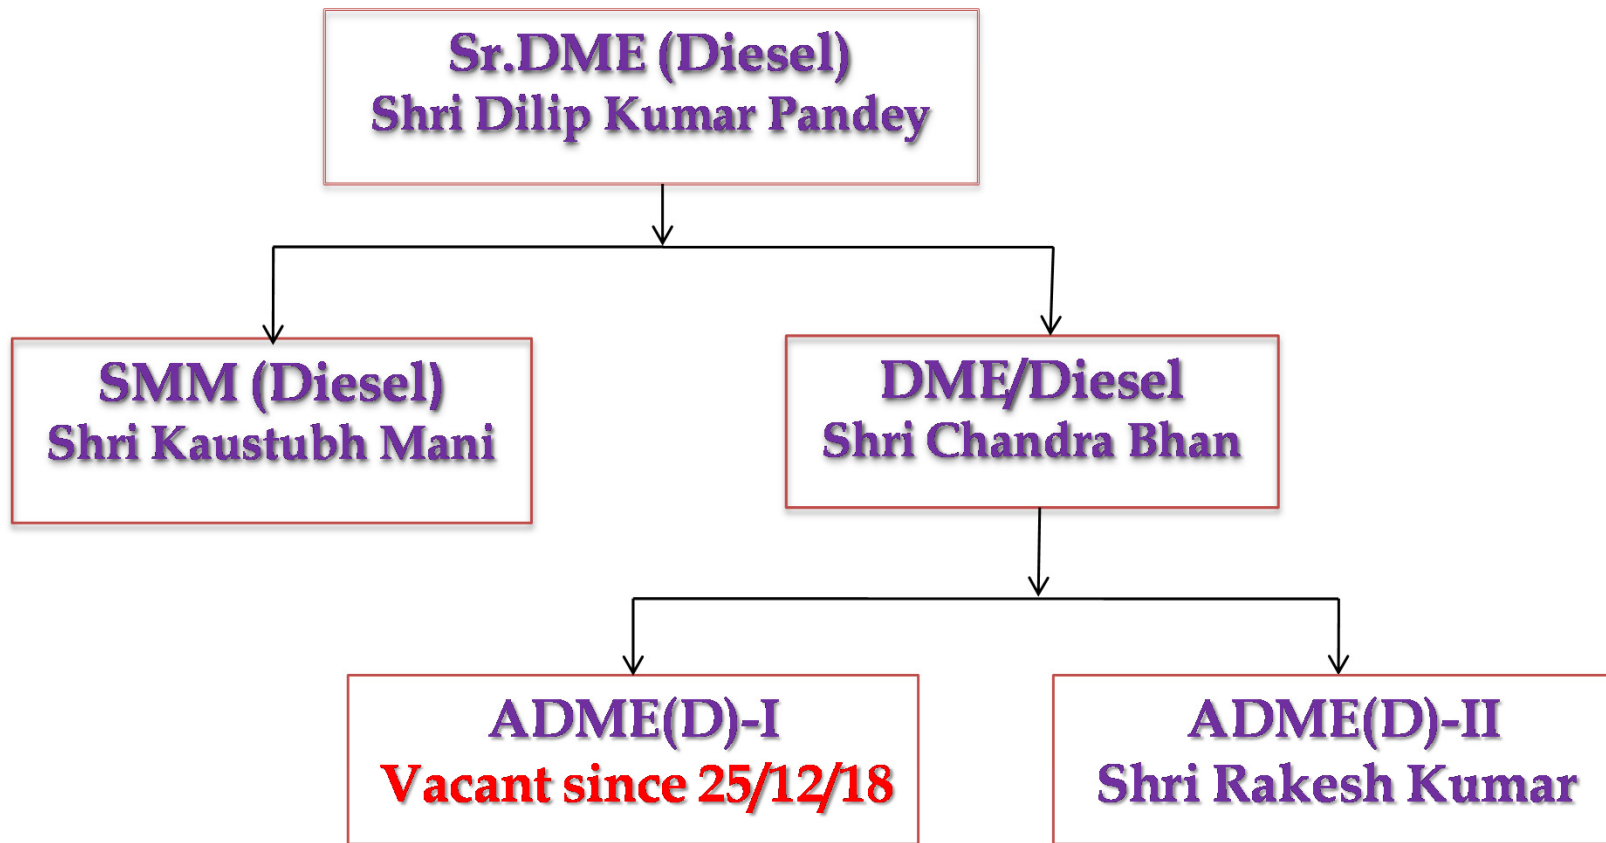 Sr.DME (Diesel)
Shri Dilip Kumar Pandey
SMM (Diesel)
Shri Kaustubh Mani
DME/Diesel
Shri Chandra Bhan
ADME(D)-I
Vacant since 25/12/18
ADME(D)-II
Shri Rakesh Kumar